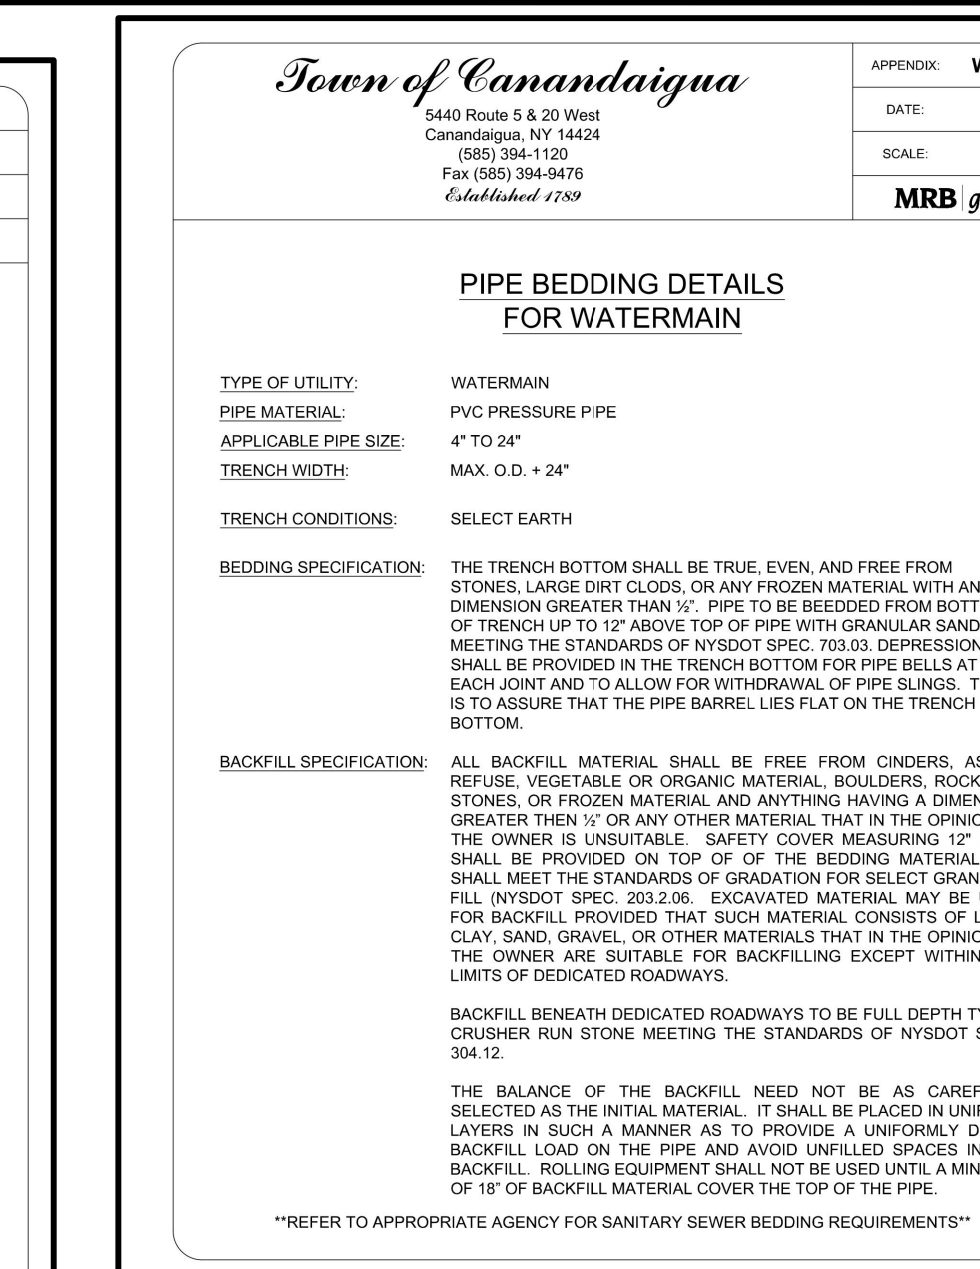 Town of Canandaigua
5440 Route 5 & 20 West
Canandaigua, NY 14424
(585) 394-1120
Fax (585) 394-9476
Established 1789
APPENDIX:
DATE:
SCALE:
MRB
PIPE BEDDING DETAILS
FOR WATERMAIN
TYPE OF UTILITY: WATERMAIN
PIPE MATERIAL: PVC PRESSURE PIPE
APPLICABLE PIPE SIZE: 4" TO 24"
TRENCH WIDTH: MAX. O.D. + 24"
TRENCH CONDITIONS: SELECT EARTH
BEDDING SPECIFICATION: THE TRENCH BOTTOM SHALL BE TRUE, EVEN, AND FREE FROM
STONES, LARGE DIRT CLODS, OR ANY FROZEN MATERIAL WITH AN
DIMENSION GREATER THAN ½”. PIPE TO BE BEEDDED FROM BOTT
OF TRENCH UP TO 12" ABOVE TOP OF PIPE WITH GRANULAR SAND
MEETING THE STANDARDS OF NYSDOT SPEC. 703.03. DEPRESSION
SHALL BE PROVIDED IN THE TRENCH BOTTOM FOR PIPE BELLS AT
EACH JOINT AND TO ALLOW FOR WITHDRAWAL OF PIPE SLINGS. T
IS TO ASSURE THAT THE PIPE BARREL LIES FLAT ON THE TRENCH
BOTTOM.
BACKFILL SPECIFICATION: ALL BACKFILL MATERIAL SHALL BE FREE FROM CINDERS, AS
REFUSE, VEGETABLE OR ORGANIC MATERIAL, BOULDERS, ROCK
STONES, OR FROZEN MATERIAL AND ANYTHING HAVING A DIMEN
GREATER THEN ½” OR ANY OTHER MATERIAL THAT IN THE OPINIO
THE OWNER IS UNSUITABLE. SAFETY COVER MEASURING 12"
SHALL BE PROVIDED ON TOP OF OF THE BEDDING MATERIAL
SHALL MEET THE STANDARDS OF GRADATION FOR SELECT GRAN
FILL (NYSDOT SPEC. 203.2.06. EXCAVATED MATERIAL MAY BE
FOR BACKFILL PROVIDED THAT SUCH MATERIAL CONSISTS OF L
CLAY, SAND, GRAVEL, OR OTHER MATERIALS THAT IN THE OPINIO
THE OWNER ARE SUITABLE FOR BACKFILLING EXCEPT WITHIN
LIMITS OF DEDICATED ROADWAYS.
BACKFILL BENEATH DEDICATED ROADWAYS TO BE FULL DEPTH TY
CRUSHER RUN STONE MEETING THE STANDARDS OF NYSDOT S
304.12.
THE BALANCE OF THE BACKFILL NEED NOT BE AS CAREF
SELECTED AS THE INITIAL MATERIAL. IT SHALL BE PLACED IN UNI
LAYERS IN SUCH A MANNER AS TO PROVIDE A UNIFORMLY D
BACKFILL LOAD ON THE PIPE AND AVOID UNFILLED SPACES IN
BACKFILL. ROLLING EQUIPMENT SHALL NOT BE USED UNTIL A MIN
OF 18” OF BACKFILL MATERIAL COVER THE TOP OF THE PIPE.
**REFER TO APPROPRIATE AGENCY FOR SANITARY SEWER BEDDING REQUIREMENTS**